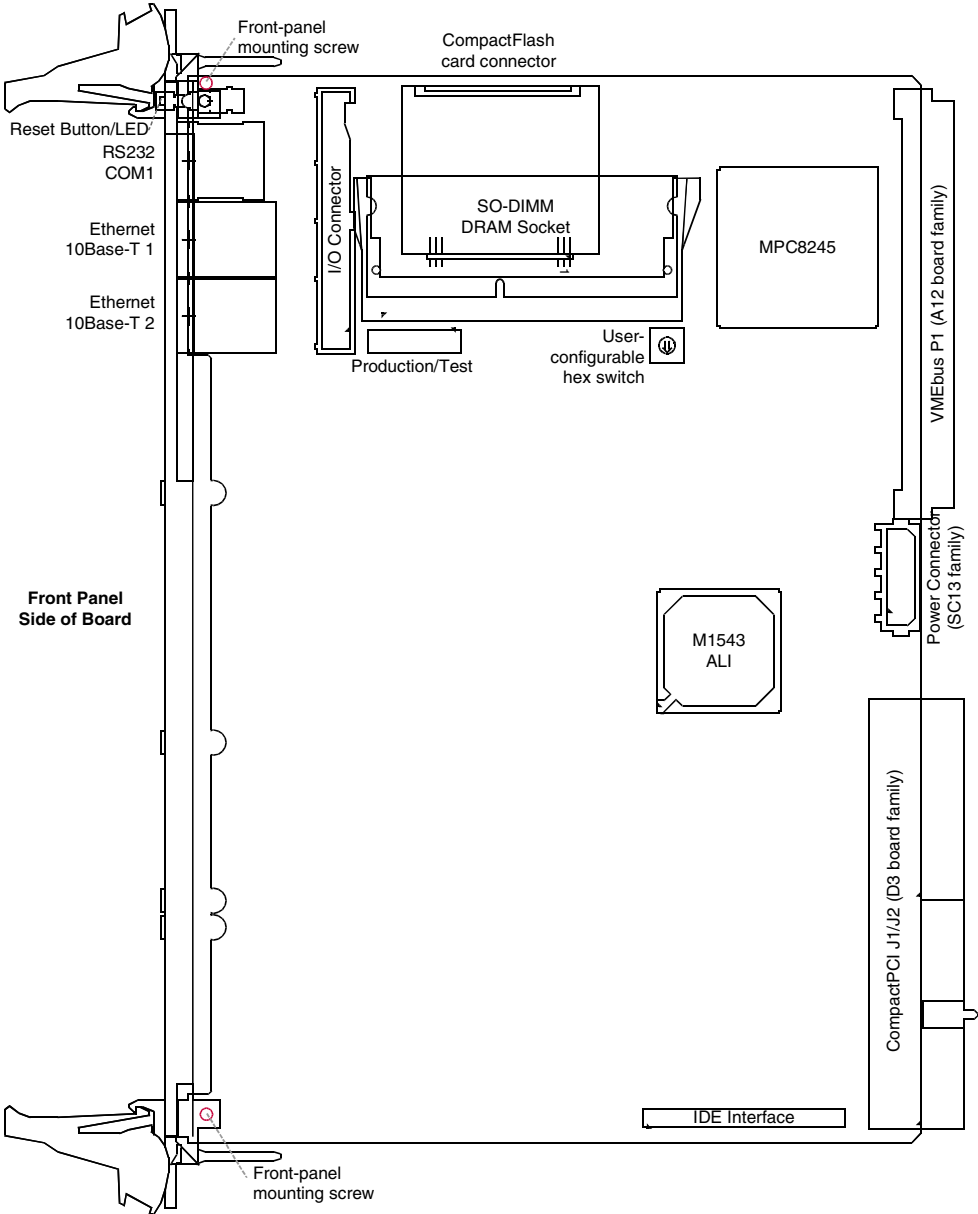 Front-panel
mounting screw
CompactFlash
card connector
Reset Button/LED
RS232
COM1
Ethernet
10Base-T 1
Ethernet
10Base-T 2
I/O Connector
SO-DIMM
DRAM Socket
MPC8245
VMEbus P1 (A12 board family)
Production/Test
User-
configurable
hex switch
Power Connector
(SC13 family)
Front Panel
Side of Board
M1543
ALI
CompactPCI J1/J2 (D3 board family)
IDE Interface
Front-panel
mounting screw